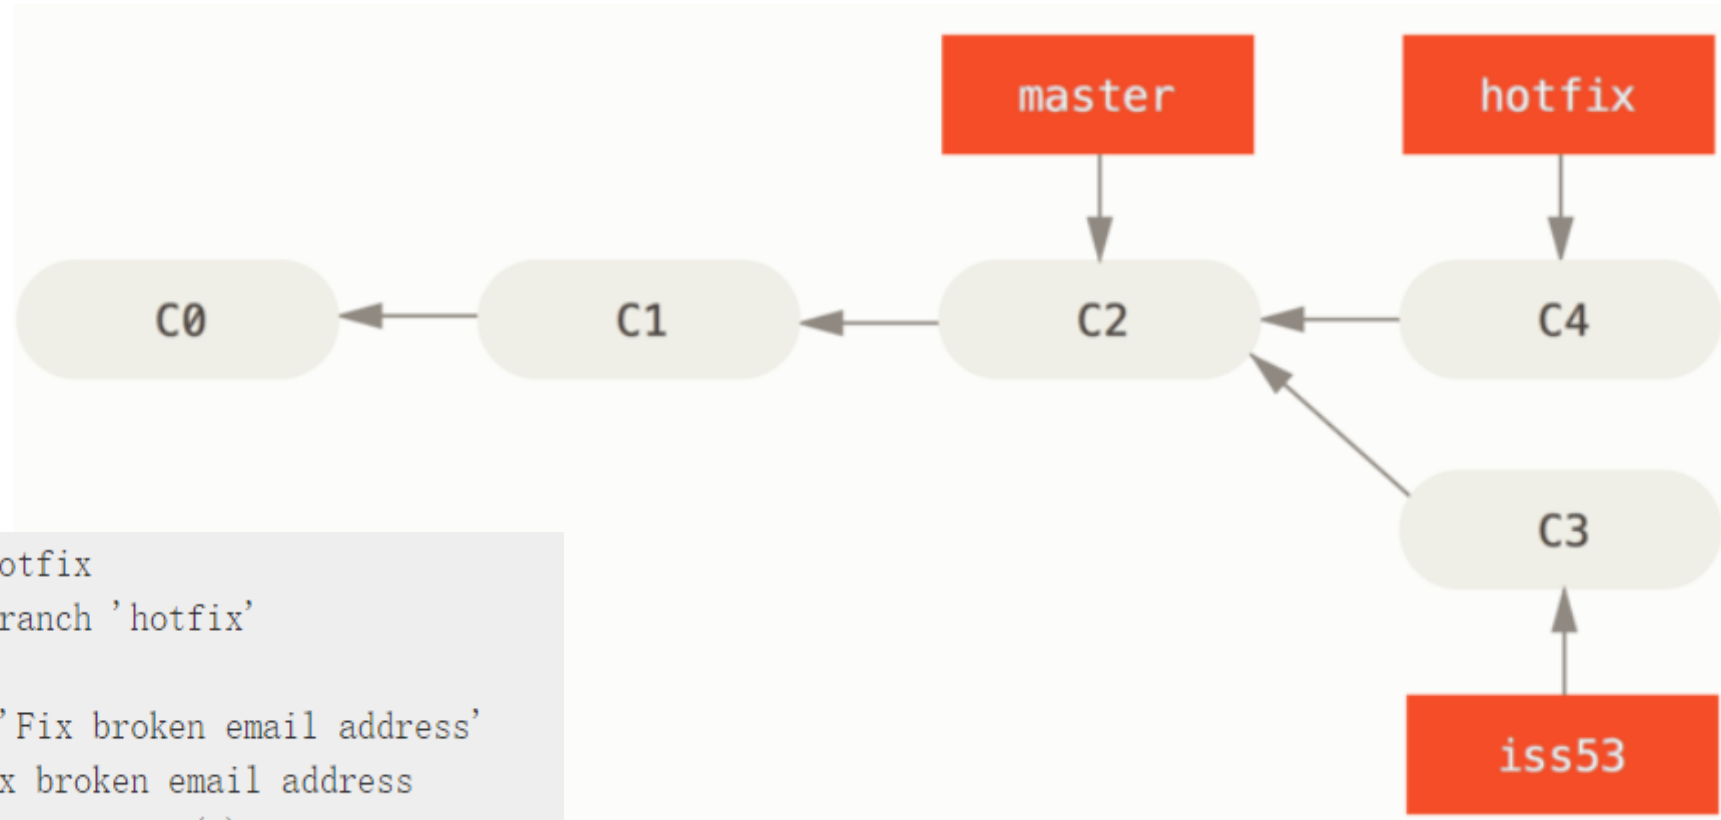 master hotfix
C0 C1 C2 C4
C3
otfix
ranch 'hotfix'
'Fix broken email address'
x broken email address
iss53